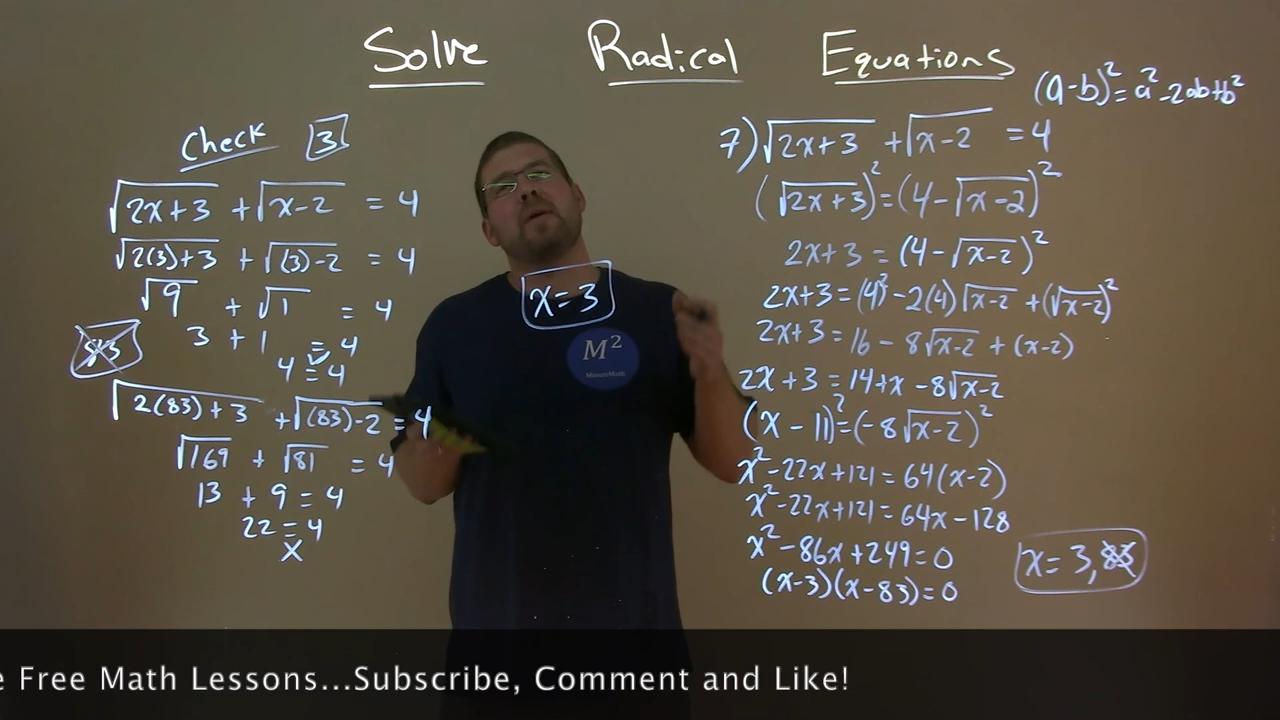 Solve Radical Equations
(a-b)² = a² - 2ab + b²
Check 3
√(2x+3) + √(x-2) = 4
√(2(3)+3) + √((3)-2) = 4
√9 + √1 = 4
3 + 1 = 4
4 = 4
83
√(2(83)+3) + √((83)-2) = 4
√169 + √81 = 4
13 + 9 = 4
22 = 4
X
x = 3
M²
MinuteMath
7) √(2x+3) + √(x-2) = 4
(√(2x+3))² = (4 - √(x-2))²
2x+3 = (4 - √(x-2))²
2x+3 = (4)² - 2(4)√(x-2) + (√(x-2))²
2x+3 = 16 - 8√(x-2) + (x-2)
2x+3 = 14+x - 8√(x-2)
(x - 11)² = (-8√(x-2))²
x² - 22x + 121 = 64(x-2)
x² - 22x + 121 = 64x - 128
x² - 86x + 249 = 0
(x-3)(x-83) = 0
x = 3, 83
e Free Math Lessons...Subscribe, Comment and Like!